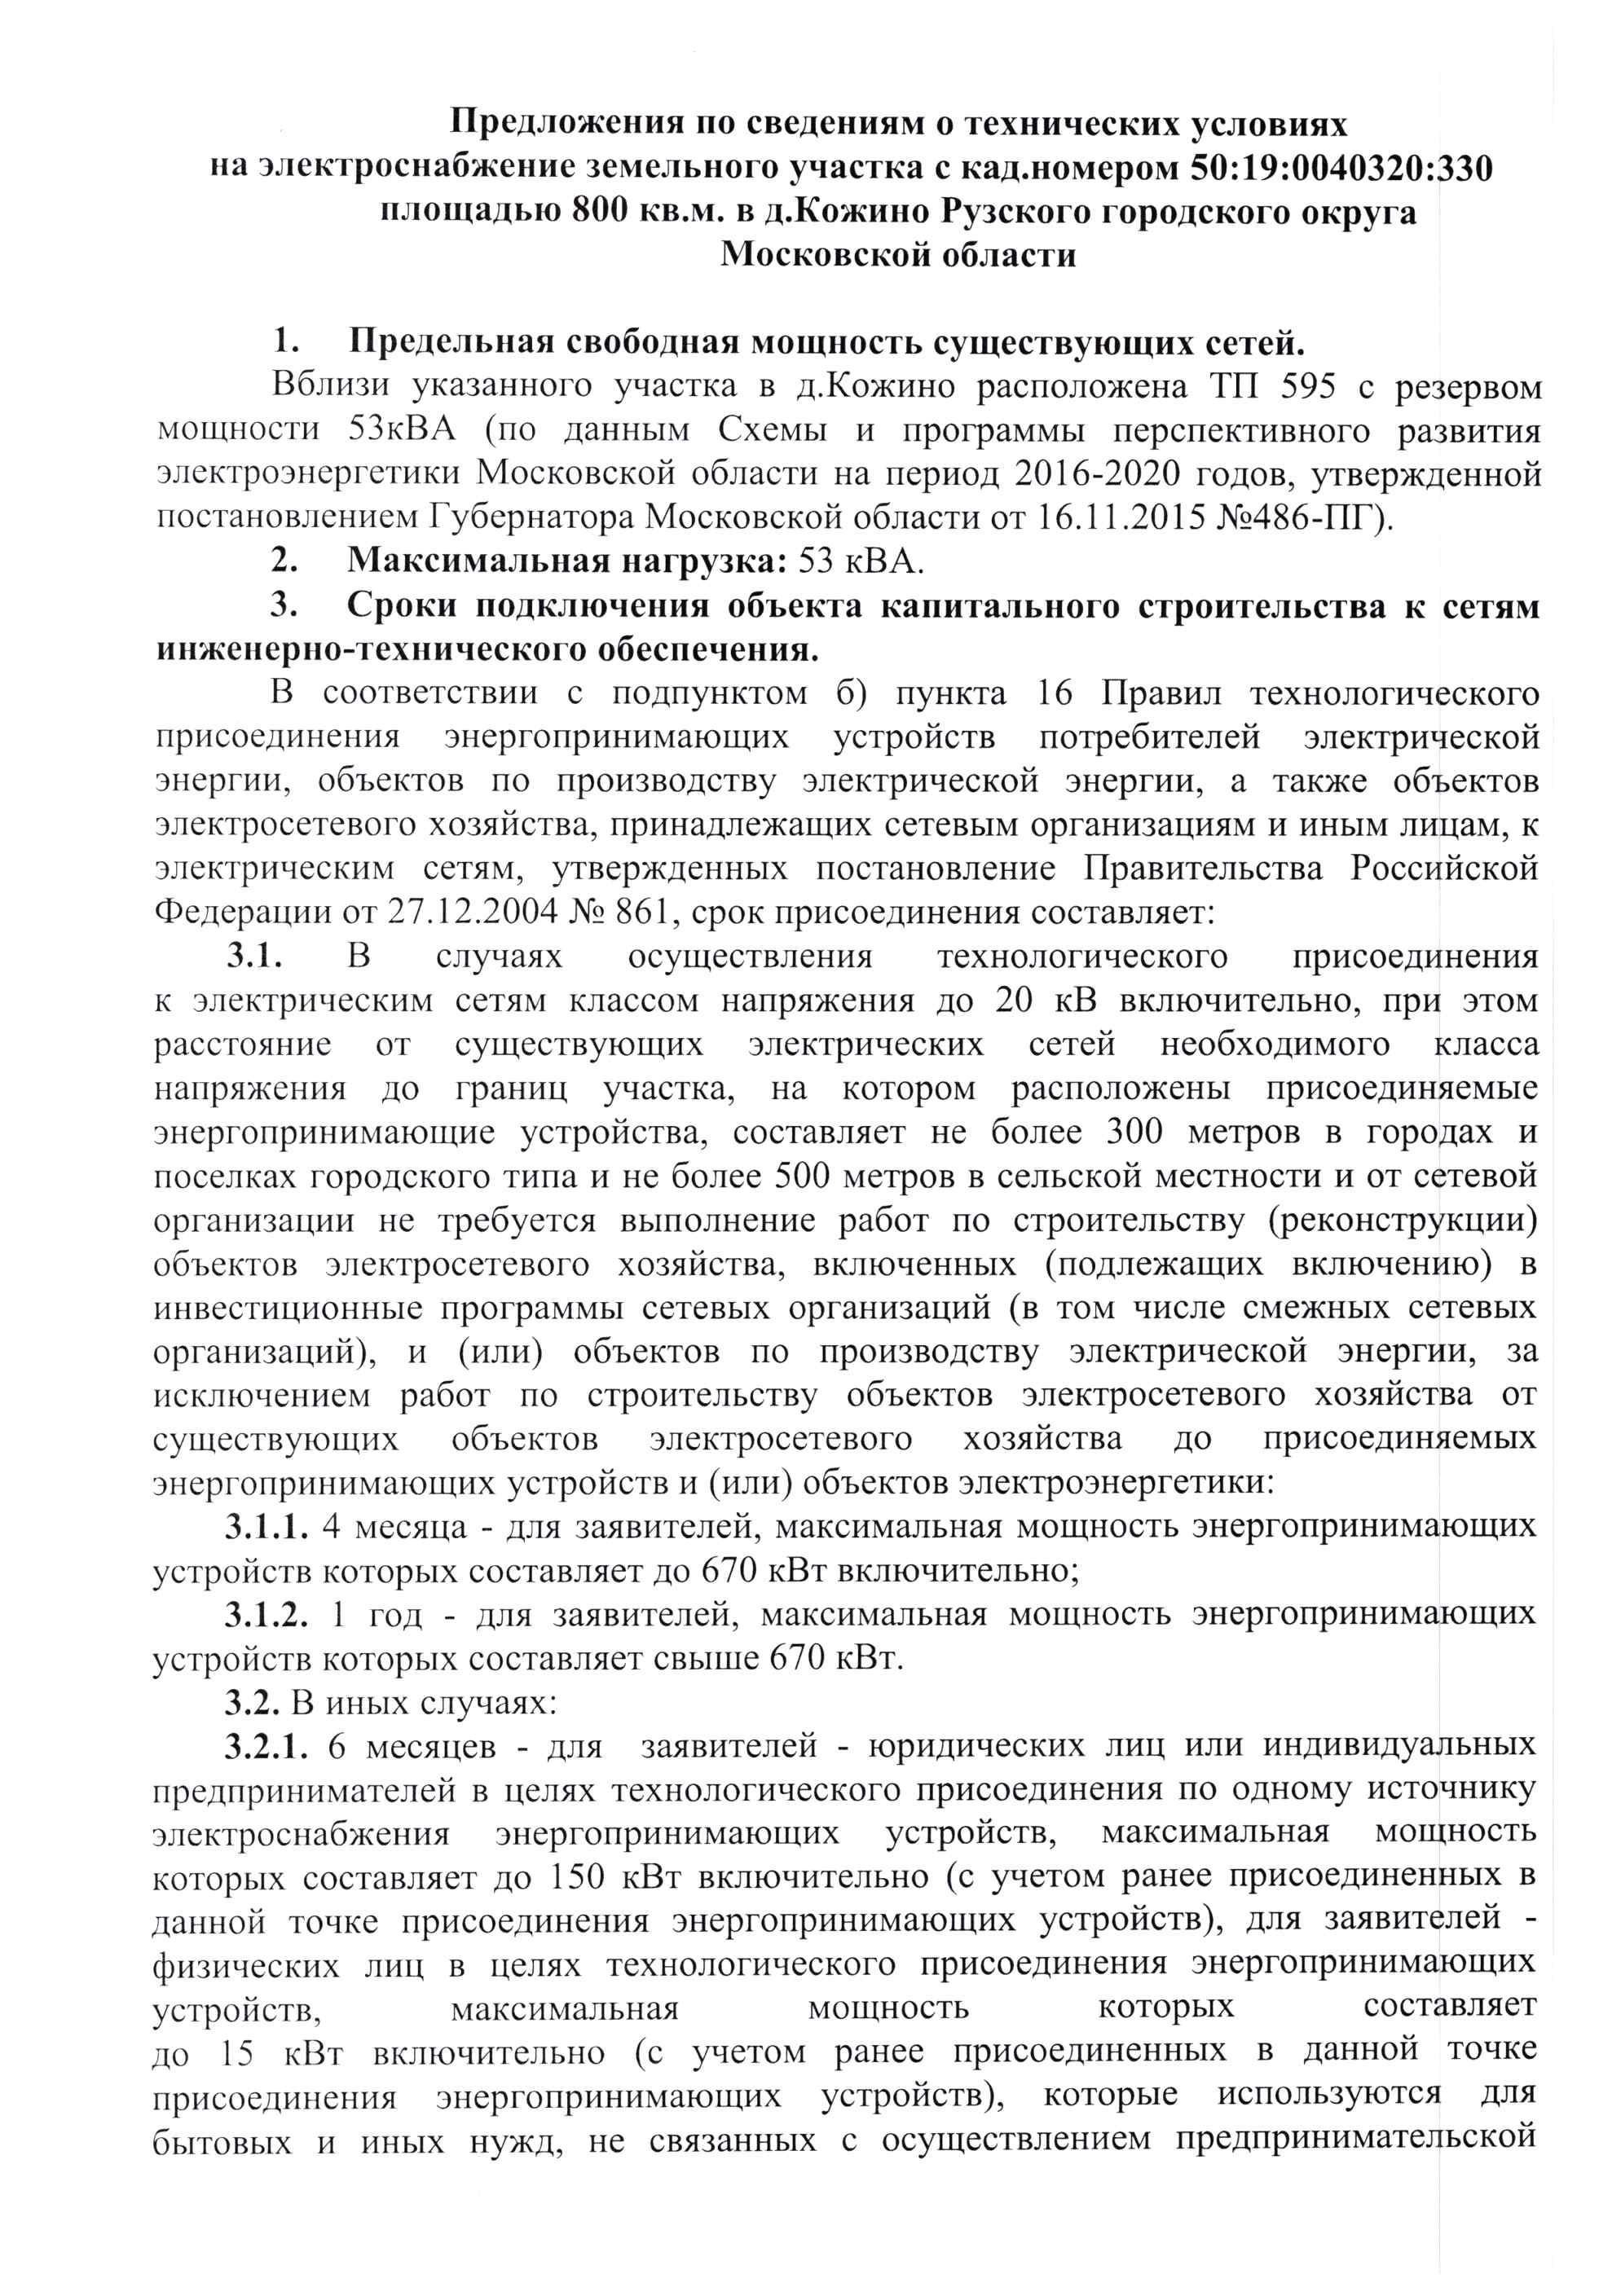 Предложения по сведениям о технических условиях
на электроснабжение земельного участка с кад.номером 50:19:0040320:330
площадью 800 кв.м. в д.Кожино Рузского городского округа
Московской области
1. Предельная свободная мощность существующих сетей.
Вблизи указанного участка в д.Кожино расположена ТП 595 с резервом
мощности 53кВА (по данным Схемы и программы перспективного развития
электроэнергетики Московской области на период 2016-2020 годов, утвержденной
постановлением Губернатора Московской области от 16.11.2015 №486-ПГ).
2. Максимальная нагрузка: 53 кВА.
3. Сроки подключения объекта капитального строительства к сетям
инженерно-технического обеспечения.
В соответствии с подпунктом б) пункта 16 Правил технологического
присоединения энергопринимающих устройств потребителей электрической
энергии, объектов по производству электрической энергии, а также объектов
электросетевого хозяйства, принадлежащих сетевым организациям и иным лицам, к
электрическим сетям, утвержденных постановление Правительства Российской
Федерации от 27.12.2004 № 861, срок присоединения составляет:
3.1. В случаях осуществления технологического присоединения
к электрическим сетям классом напряжения до 20 кВ включительно, при этом
расстояние от существующих электрических сетей необходимого класса
напряжения до границ участка, на котором расположены присоединяемые
энергопринимающие устройства, составляет не более 300 метров в городах и
поселках городского типа и не более 500 метров в сельской местности и от сетевой
организации не требуется выполнение работ по строительству (реконструкции)
объектов электросетевого хозяйства, включенных (подлежащих включению) в
инвестиционные программы сетевых организаций (в том числе смежных сетевых
организаций), и (или) объектов по производству электрической энергии, за
исключением работ по строительству объектов электросетевого хозяйства от
существующих объектов электросетевого хозяйства до присоединяемых
энергопринимающих устройств и (или) объектов электроэнергетики:
3.1.1. 4 месяца - для заявителей, максимальная мощность энергопринимающих
устройств которых составляет до 670 кВт включительно;
3.1.2. 1 год - для заявителей, максимальная мощность энергопринимающих
устройств которых составляет свыше 670 кВт.
3.2. В иных случаях:
3.2.1. 6 месяцев - для заявителей - юридических лиц или индивидуальных
предпринимателей в целях технологического присоединения по одному источнику
электроснабжения энергопринимающих устройств, максимальная мощность
которых составляет до 150 кВт включительно (с учетом ранее присоединенных в
данной точке присоединения энергопринимающих устройств), для заявителей -
физических лиц в целях технологического присоединения энергопринимающих
устройств, максимальная мощность которых составляет
до 15 кВт включительно (с учетом ранее присоединенных в данной точке
присоединения энергопринимающих устройств), которые используются для
бытовых и иных нужд, не связанных с осуществлением предпринимательской